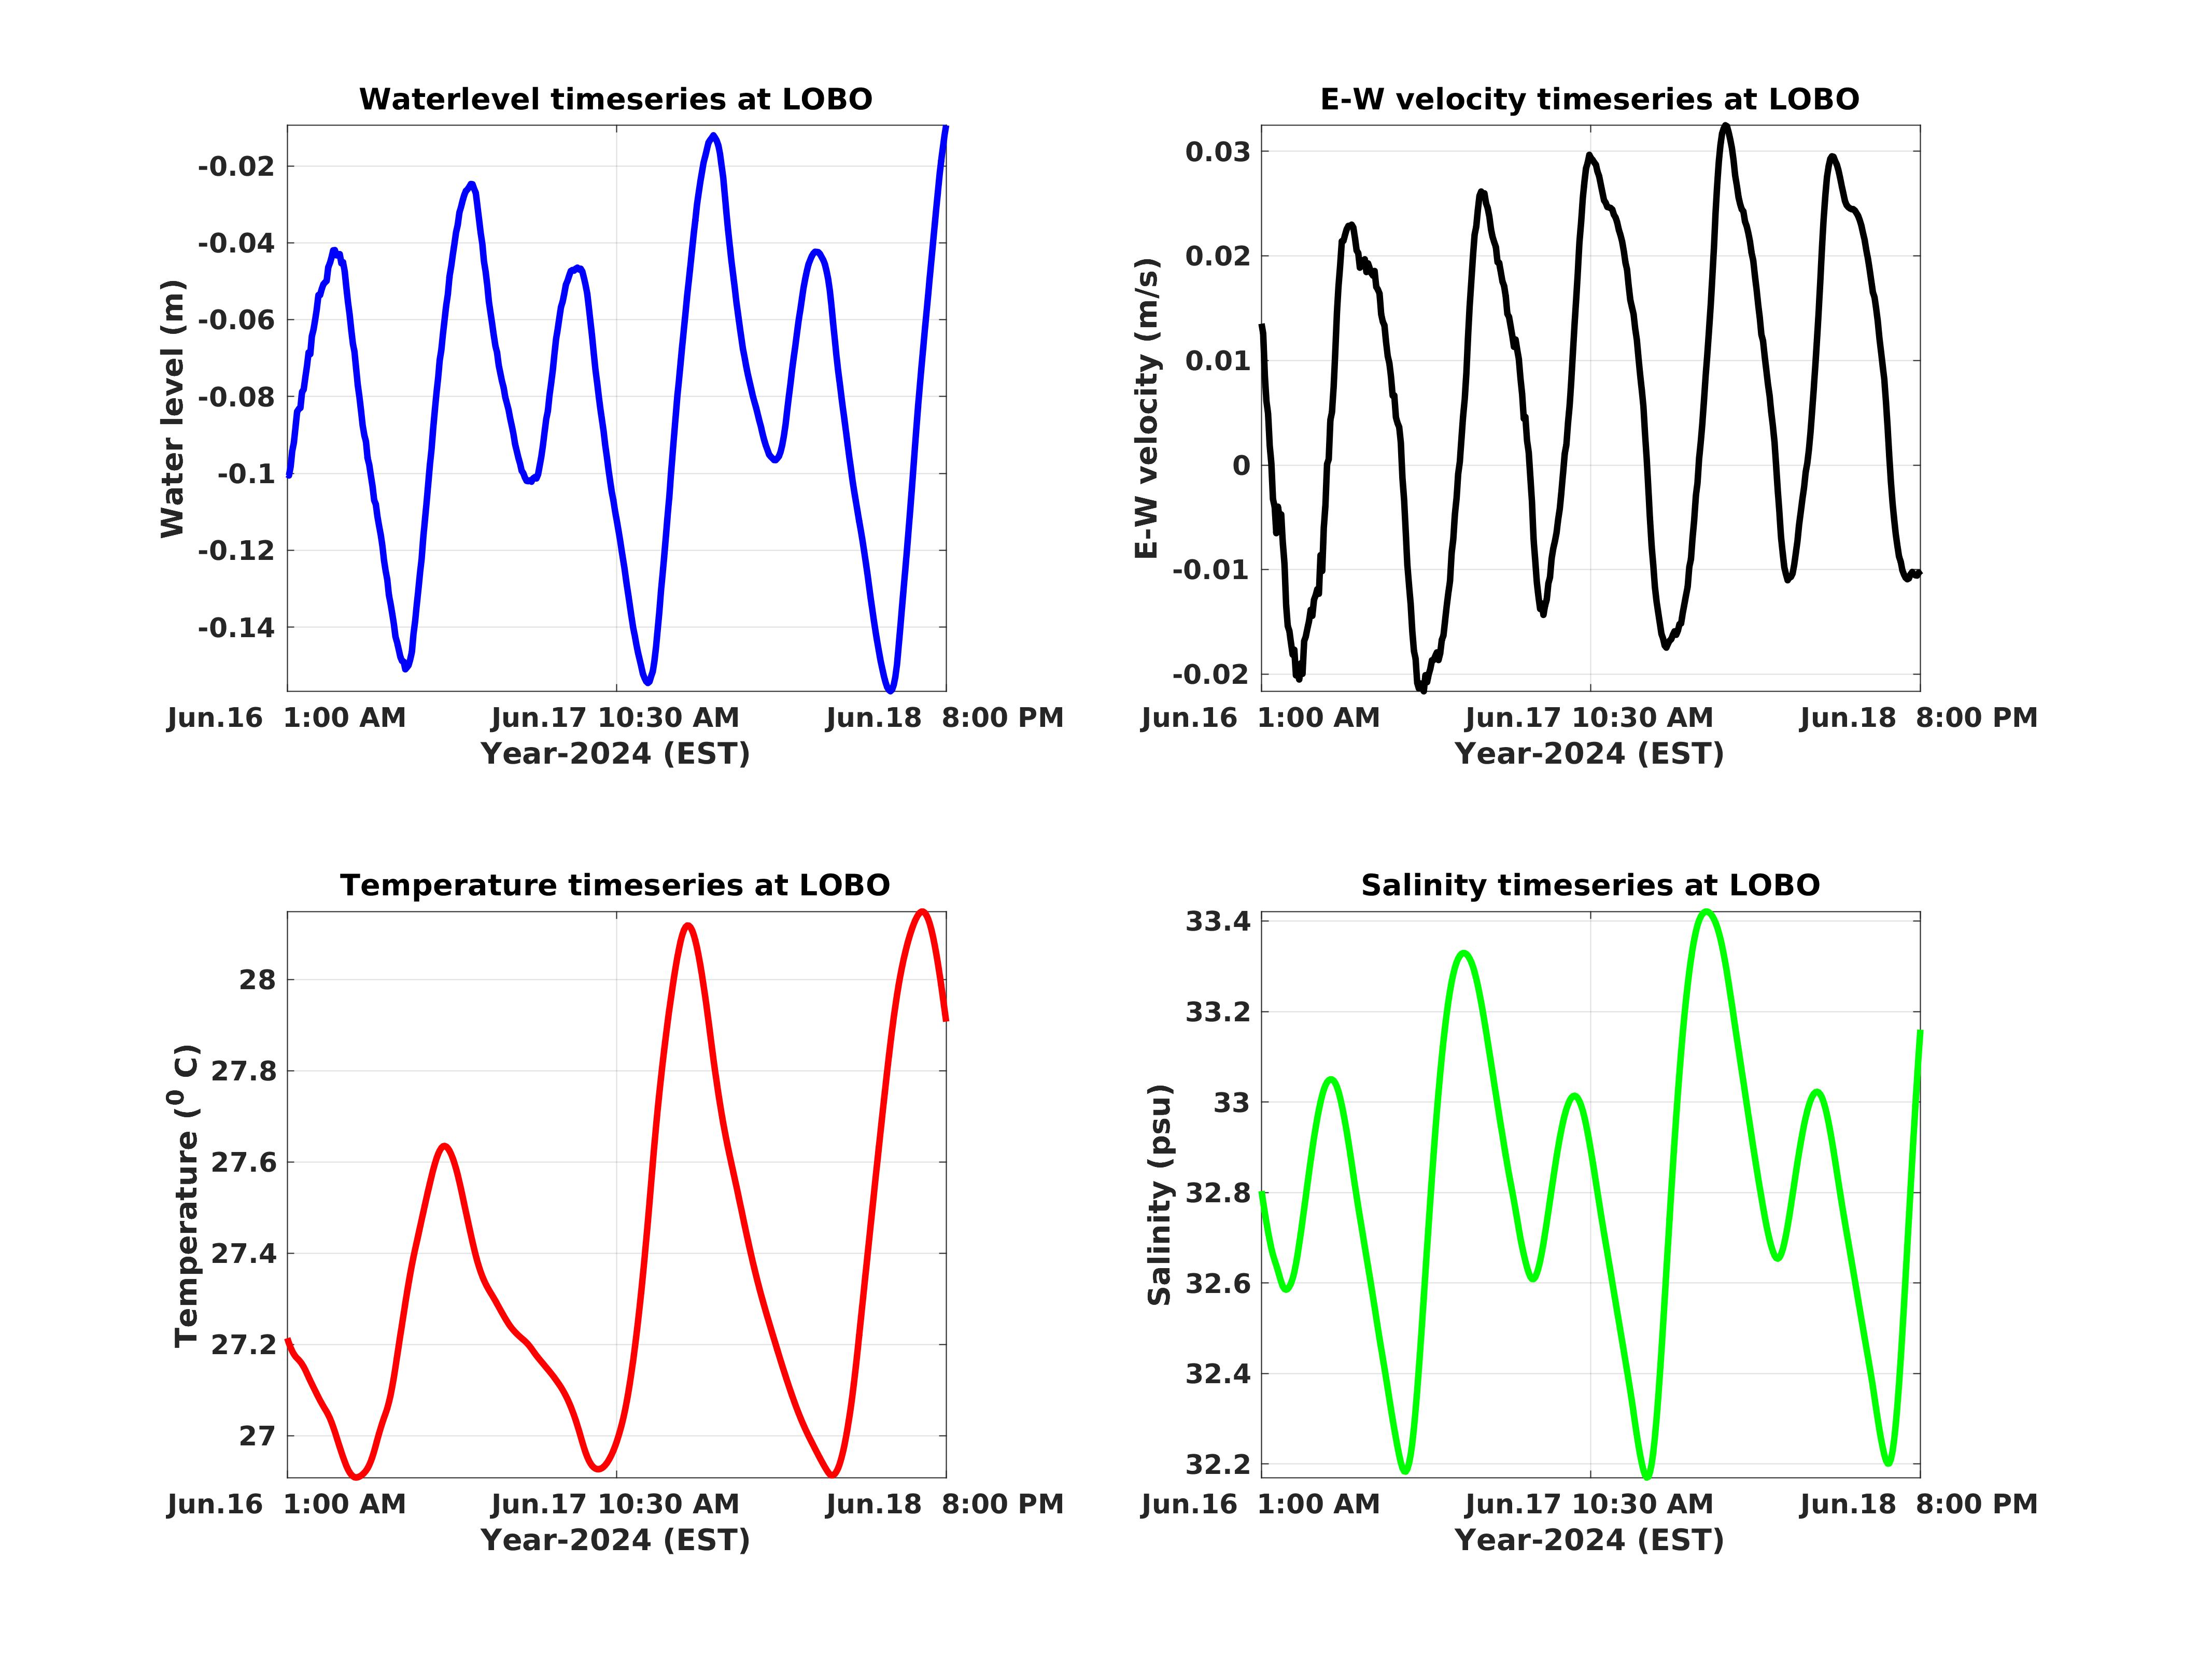 Waterlevel timeseries at LOBO
-0.02
-0.04
-0.06
-0.08
-0.1
-0.12
-0.14
Water level (m)
Jun.16 1:00 AM
Jun.17 10:30 AM
Jun.18 8:00 PM
Year-2024 (EST)
E-W velocity timeseries at LOBO
0.03
0.02
0.01
0
-0.01
-0.02
E-W velocity (m/s)
Jun.16 1:00 AM
Jun.17 10:30 AM
Jun.18 8:00 PM
Year-2024 (EST)
Temperature timeseries at LOBO
28
27.8
27.6
27.4
27.2
27
Temperature (⁰ C)
Jun.16 1:00 AM
Jun.17 10:30 AM
Jun.18 8:00 PM
Year-2024 (EST)
Salinity timeseries at LOBO
33.4
33.2
33
32.8
32.6
32.4
32.2
Salinity (psu)
Jun.16 1:00 AM
Jun.17 10:30 AM
Jun.18 8:00 PM
Year-2024 (EST)